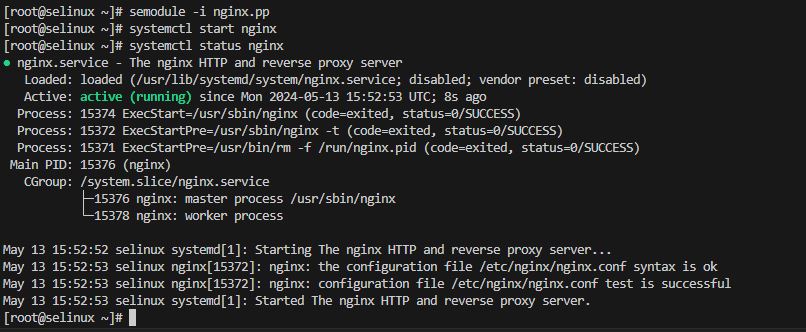 [root@selinux ~]# semodule -i nginx.pp
[root@selinux ~]# systemctl start nginx
[root@selinux ~]# systemctl status nginx
● nginx.service - The nginx HTTP and reverse proxy server
   Loaded: loaded (/usr/lib/systemd/system/nginx.service; disabled; vendor preset: disabled)
   Active: active (running) since Mon 2024-05-13 15:52:53 UTC; 8s ago
  Process: 15374 ExecStart=/usr/sbin/nginx (code=exited, status=0/SUCCESS)
  Process: 15372 ExecStartPre=/usr/sbin/nginx -t (code=exited, status=0/SUCCESS)
  Process: 15371 ExecStartPre=/usr/bin/rm -f /run/nginx.pid (code=exited, status=0/SUCCESS)
 Main PID: 15376 (nginx)
   CGroup: /system.slice/nginx.service
           ├─15376 nginx: master process /usr/sbin/nginx
           └─15378 nginx: worker process

May 13 15:52:52 selinux systemd[1]: Starting The nginx HTTP and reverse proxy server...
May 13 15:52:53 selinux nginx[15372]: nginx: the configuration file /etc/nginx/nginx.conf syntax is ok
May 13 15:52:53 selinux nginx[15372]: nginx: configuration file /etc/nginx/nginx.conf test is successful
May 13 15:52:53 selinux systemd[1]: Started The nginx HTTP and reverse proxy server.
[root@selinux ~]#